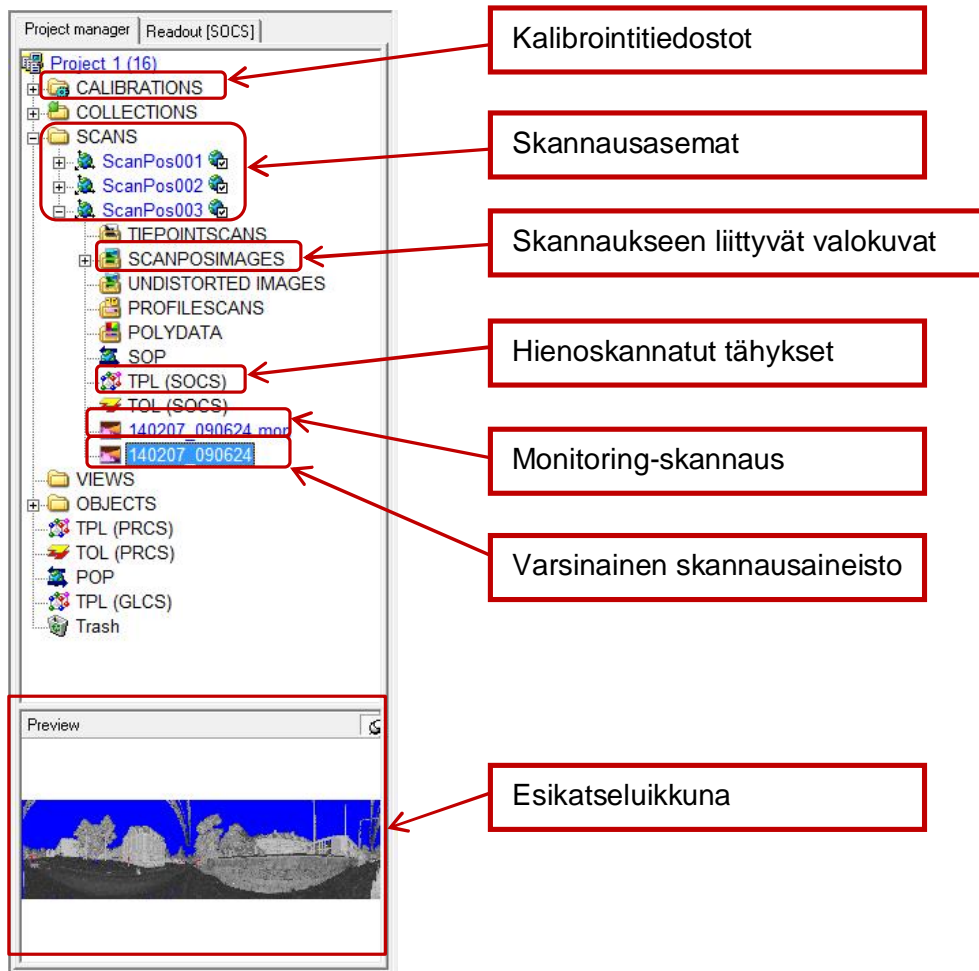 Project manager
Readout [SOCS]
Project 1 (16)
CALIBRATIONS
COLLECTIONS
SCANS
ScanPos001
ScanPos002
ScanPos003
TIEPOINTSCANS
SCANPOSIMAGES
UNDISTORTED IMAGES
PROFILESCANS
POLYDATA
SOP
TPL (SOCS)
TOL (SOCS)
140207_090624.mon
140207_090624
VIEWS
OBJECTS
TPL (PRCS)
TOL (PRCS)
POP
TPL (GLCS)
Trash
Preview
Kalibrointitiedostot
Skannausasemat
Skannaukseen liittyvät valokuvat
Hienoskannatut tähykset
Monitoring-skannaus
Varsinainen skannausaineisto
Esikatseluikkuna